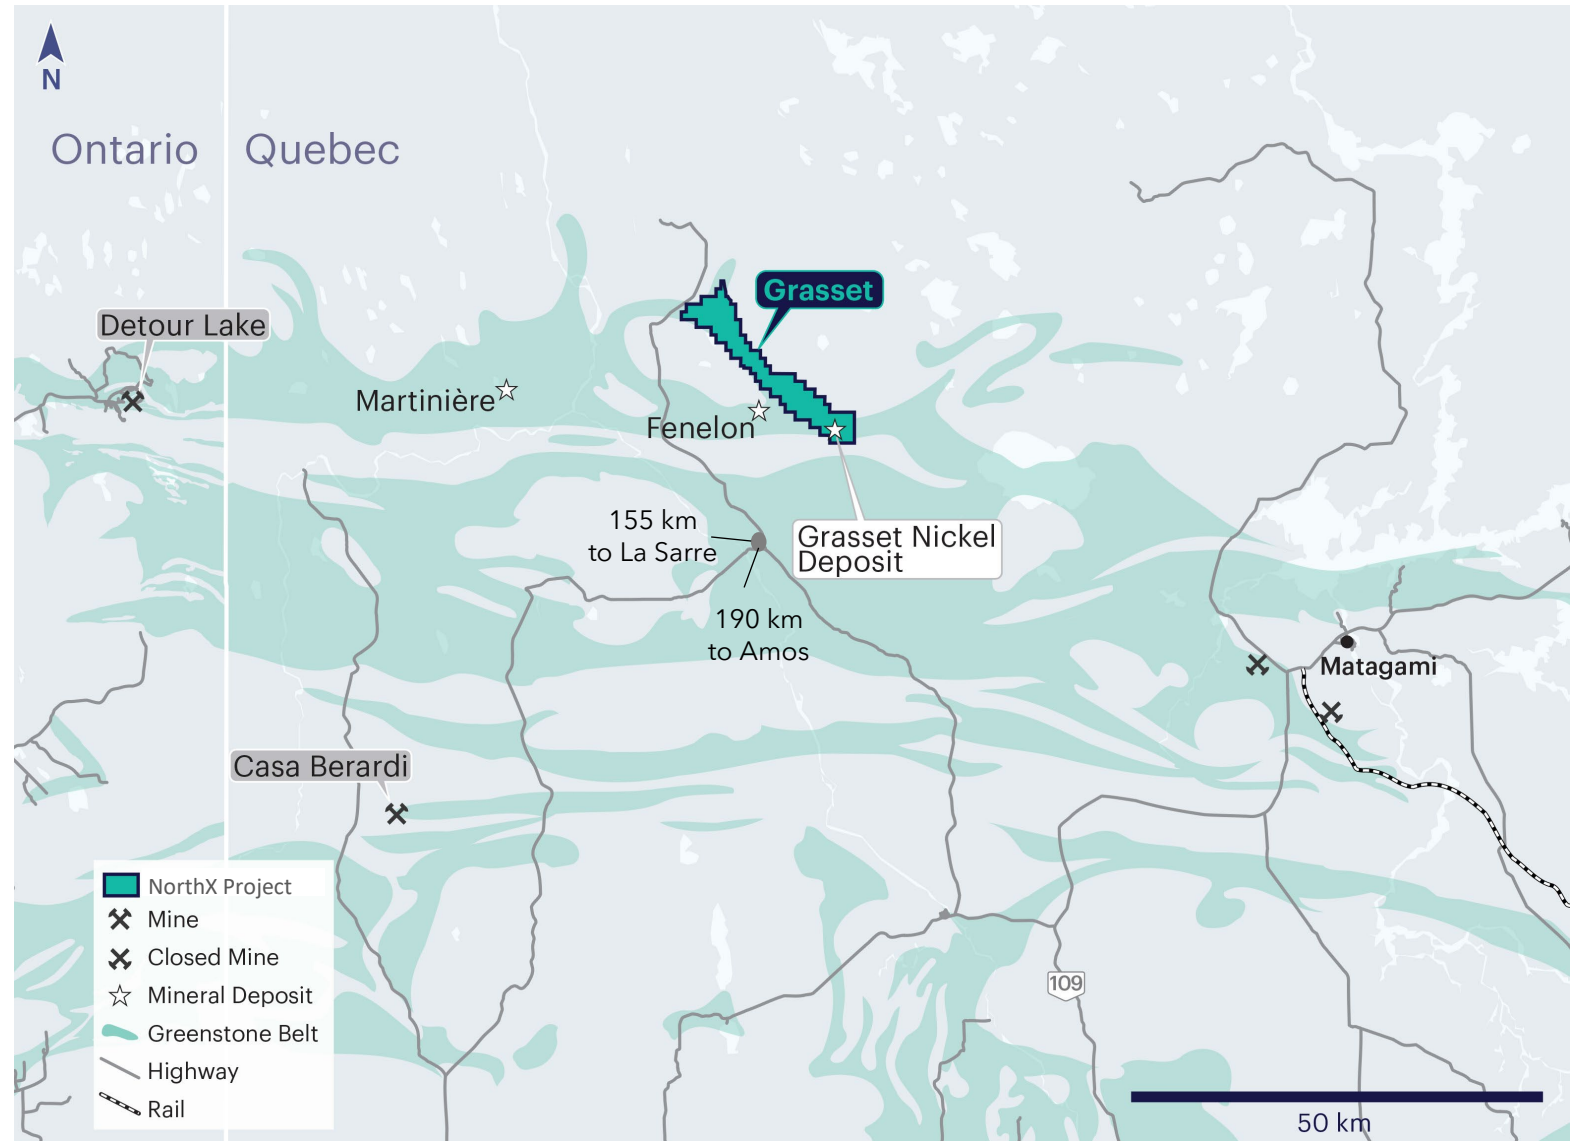 N
Ontario
Quebec
Grasset
Detour Lake
Martinière
Fenelon
155 km
to La Sarre
Grasset Nickel
Deposit
190 km
to Amos
Matagami
Casa Berardi
NorthX Project
Mine
Closed Mine
Mineral Deposit
Greenstone Belt
Highway
Rail
109
50 km